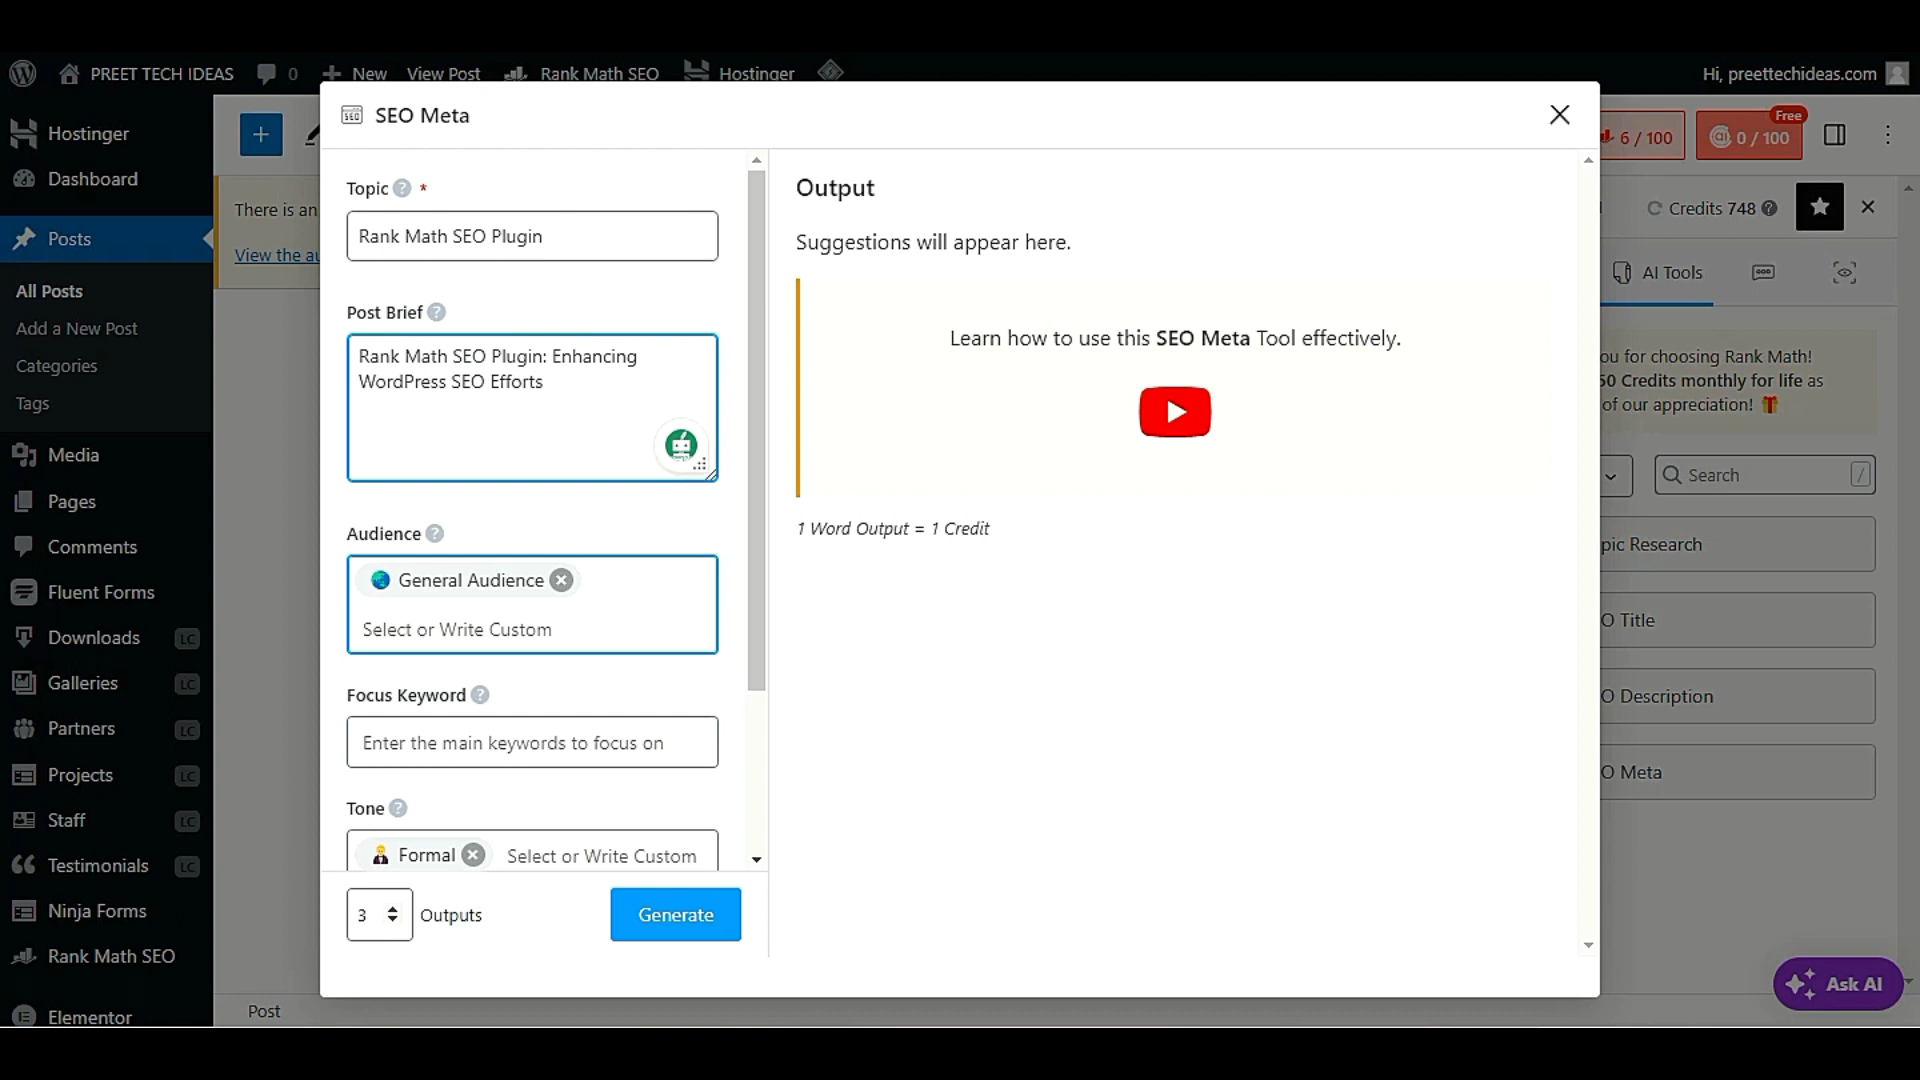 PREET TECH IDEAS
0
New
View Post
Rank Math SEO
Hostinger
Hi, preettechideas.com
Hostinger
Dashboard
Posts
All Posts
Add a New Post
Categories
Tags
Media
Pages
Comments
Fluent Forms
Downloads LC
Galleries LC
Partners LC
Projects LC
Staff LC
Testimonials LC
Ninja Forms
Rank Math SEO
Elementor
There is an
View the au
Post
SEO Meta
Topic ? *
Rank Math SEO Plugin
Post Brief ?
Rank Math SEO Plugin: Enhancing
WordPress SEO Efforts
Audience ?
General Audience
Select or Write Custom
Focus Keyword ?
Enter the main keywords to focus on
Tone ?
Formal
Select or Write Custom
3 Outputs
Generate
Output
Suggestions will appear here.
Learn how to use this SEO Meta Tool effectively.
1 Word Output = 1 Credit
6 / 100
Free
0 / 100
Credits 748 ?
AI Tools
ou for choosing Rank Math!
50 Credits monthly for life as
of our appreciation!
Search /
pic Research
O Title
O Description
O Meta
Ask AI